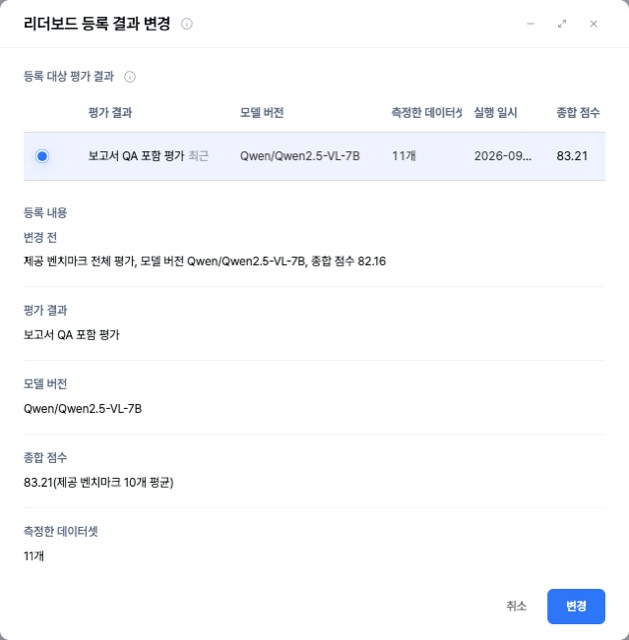 리더보드 등록 결과 변경
등록 대상 평가 결과
평가 결과 모델 버전 측정한 데이터셋 실행 일시 종합 점수
보고서 QA 포함 평가 최근 Qwen/Qwen2.5-VL-7B 11개 2026-09... 83.21
등록 내용
변경 전
제공 벤치마크 전체 평가, 모델 버전 Qwen/Qwen2.5-VL-7B, 종합 점수 82.16
평가 결과
보고서 QA 포함 평가
모델 버전
Qwen/Qwen2.5-VL-7B
종합 점수
83.21(제공 벤치마크 10개 평균)
측정한 데이터셋
11개
취소 변경